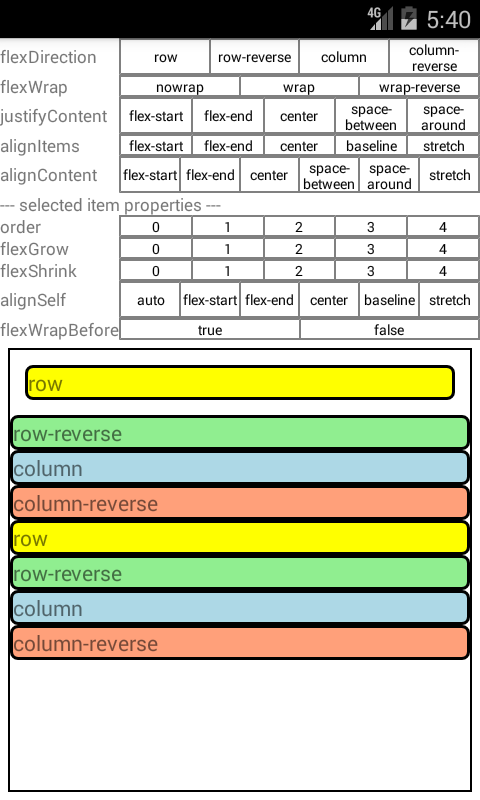 4G 5:40
flexDirection row row-reverse column column-reverse
flexWrap nowrap wrap wrap-reverse
justifyContent flex-start flex-end center space-between space-around
alignItems flex-start flex-end center baseline stretch
alignContent flex-start flex-end center space-between space-around stretch
--- selected item properties ---
order 0 1 2 3 4
flexGrow 0 1 2 3 4
flexShrink 0 1 2 3 4
alignSelf auto flex-start flex-end center baseline stretch
flexWrapBefore true false
row
row-reverse
column
column-reverse
row
row-reverse
column
column-reverse